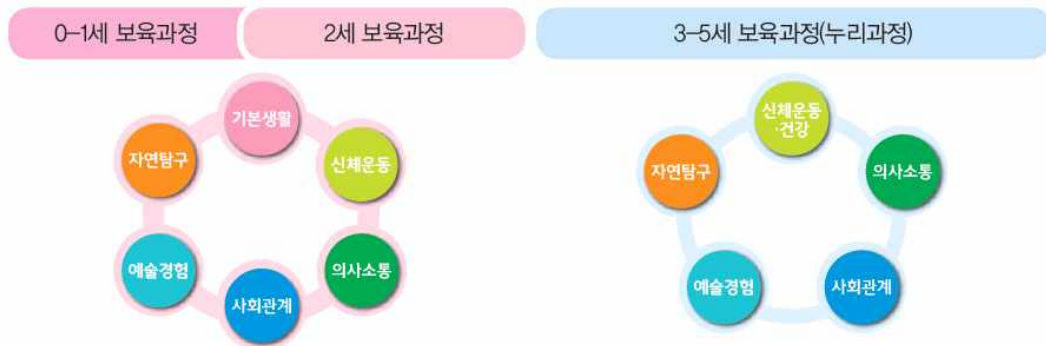 0-1세 보육과정
2세 보육과정
3-5세 보육과정(누리과정)
기본생활
신체운동
의사소통
사회관계
예술경험
자연탐구
신체운동
·건강
의사소통
사회관계
예술경험
자연탐구